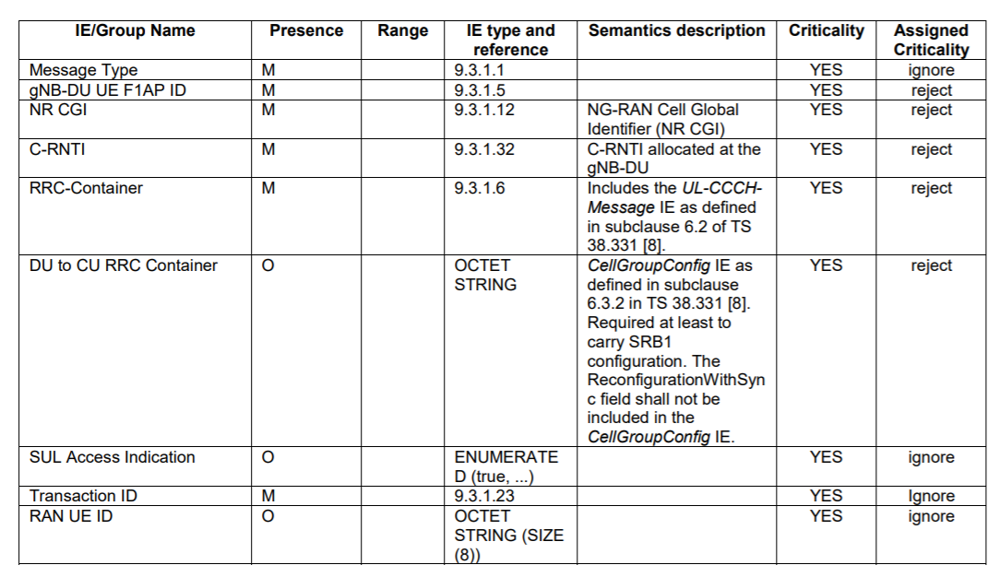 IE/Group Name Presence Range IE type and reference Semantics description Criticality Assigned Criticality
Message Type M 9.3.1.1 YES ignore
gNB-DU UE F1AP ID M 9.3.1.5 YES reject
NR CGI M 9.3.1.12 NG-RAN Cell Global YES reject
Identifier (NR CGI)
C-RNTI M 9.3.1.32 C-RNTI allocated at the YES reject
gNB-DU
RRC-Container M 9.3.1.6 Includes the UL-CCCH- YES reject
Message IE as defined
in subclause 6.2 of TS
38.331 [8].
DU to CU RRC Container O OCTET CellGroupConfig IE as YES reject
STRING defined in subclause
6.3.2 in TS 38.331 [8].
Required at least to
carry SRB1
configuration. The
ReconfigurationWithSyn
c field shall not be
included in the
CellGroupConfig IE.
SUL Access Indication O ENUMERATE YES ignore
D (true, ...)
Transaction ID M 9.3.1.23 YES Ignore
RAN UE ID O OCTET YES ignore
STRING (SIZE
(8))